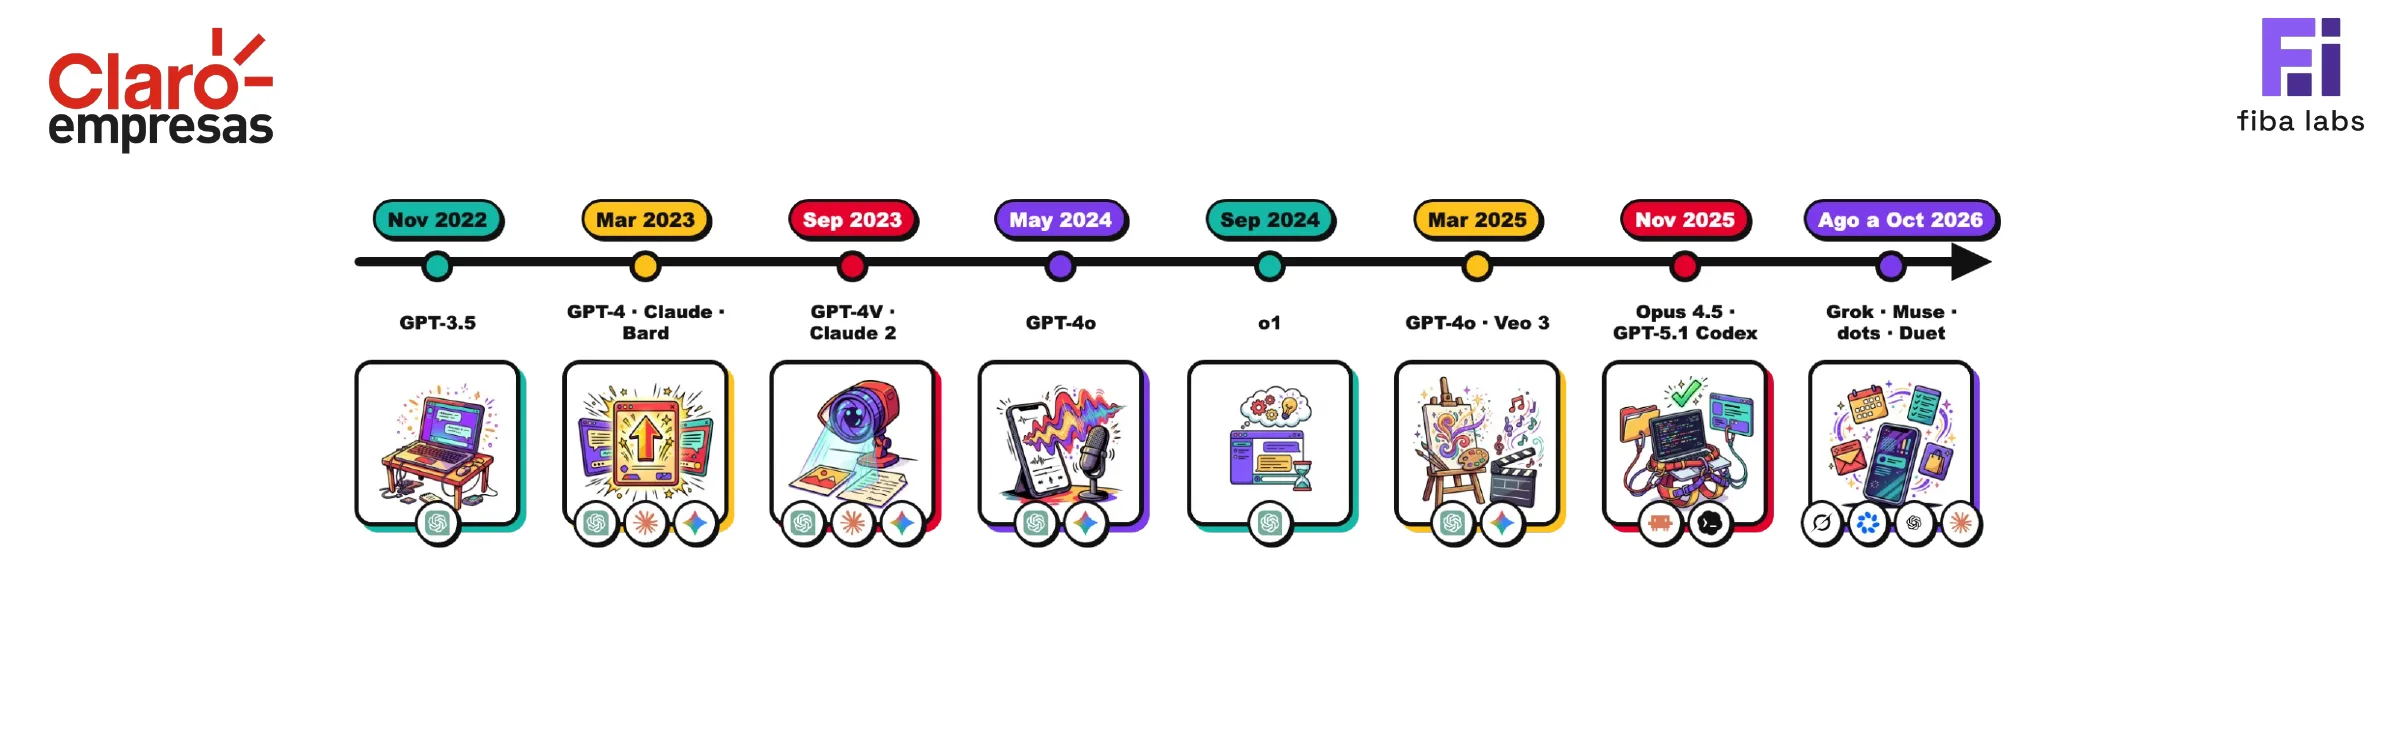 Claro
empresas
fiba labs
Nov 2022
Mar 2023
Sep 2023
May 2024
Sep 2024
Mar 2025
Nov 2025
Ago a Oct 2026
GPT-3.5
GPT-4 · Claude ·
Bard
GPT-4V ·
Claude 2
GPT-4o
o1
GPT-4o · Veo 3
Opus 4.5 ·
GPT-5.1 Codex
Grok · Muse ·
dots · Duet